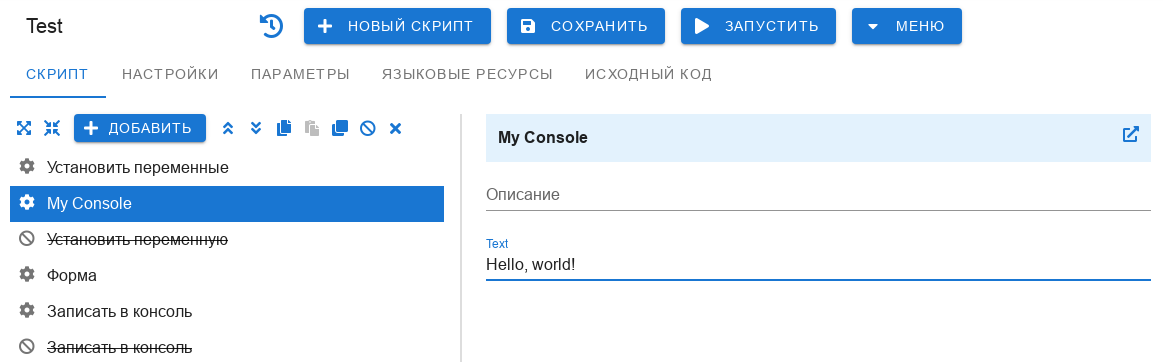 Test
НОВЫЙ СКРИПТ
СОХРАНИТЬ
ЗАПУСТИТЬ
МЕНЮ
СКРИПТ
НАСТРОЙКИ
ПАРАМЕТРЫ
ЯЗЫКОВЫЕ РЕСУРСЫ
ИСХОДНЫЙ КОД
ДОБАВИТЬ
Установить переменные
My Console
Установить переменную
Форма
Записать в консоль
Записать в консоль
My Console
Описание
Text
Hello, world!